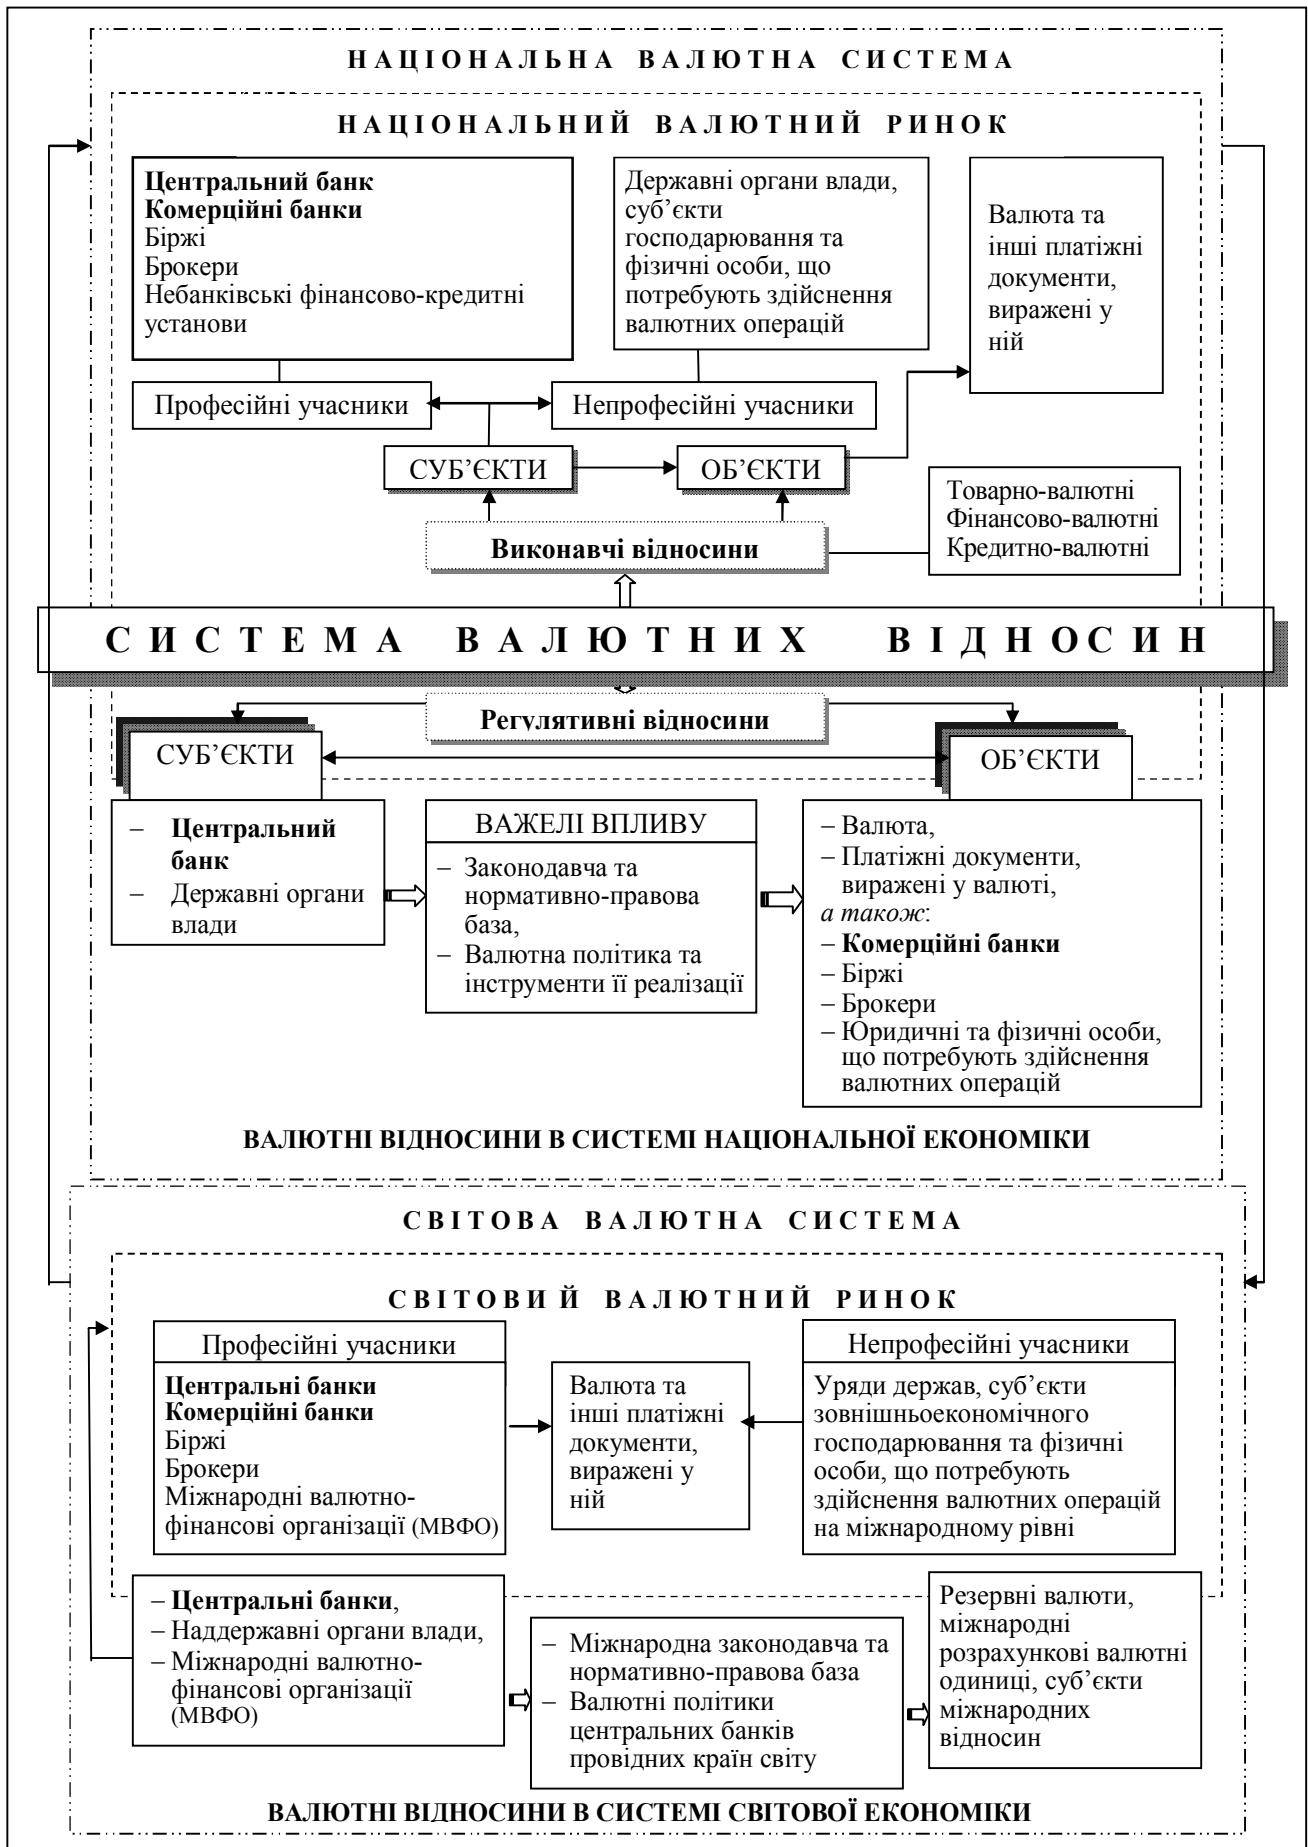 НАЦІОНАЛЬНА ВАЛЮТНА СИСТЕМА
НАЦІОНАЛЬНИЙ ВАЛЮТНИЙ РИНОК
Центральний банк
Комерційні банки
Біржі
Брокери
Небанківські фінансово-кредитні
установи
Державні органи влади,
суб’єкти
господарювання та
фізичні особи, що
потребують здійснення
валютних операцій
Валюта та
інші платіжні
документи,
виражені у
ній
Професійні учасники
Непрофесійні учасники
СУБ’ЄКТИ
ОБ’ЄКТИ
Товарно-валютні
Фінансово-валютні
Кредитно-валютні
Виконавчі відносини
СИСТЕМА ВАЛЮТНИХ ВІДНОСИН
Регулятивні відносини
СУБ’ЄКТИ
ОБ’ЄКТИ
– Центральний
банк
– Державні органи
влади
ВАЖЕЛІ ВПЛИВУ
– Законодавча та
нормативно-правова
база,
– Валютна політика та
інструменти її реалізації
– Валюта,
– Платіжні документи,
виражені у валюті,
а також:
– Комерційні банки
– Біржі
– Брокери
– Юридичні та фізичні особи,
що потребують здійснення
валютних операцій
ВАЛЮТНІ ВІДНОСИНИ В СИСТЕМІ НАЦІОНАЛЬНОЇ ЕКОНОМІКИ
СВІТОВА ВАЛЮТНА СИСТЕМА
СВІТОВИЙ ВАЛЮТНИЙ РИНОК
Професійні учасники
Центральні банки
Комерційні банки
Біржі
Брокери
Міжнародні валютно-
фінансові організації (МВФО)
Валюта та
інші платіжні
документи,
виражені у
ній
Непрофесійні учасники
Уряди держав, суб’єкти
зовнішньоекономічного
господарювання та фізичні
особи, що потребують
здійснення валютних операцій
на міжнародному рівні
– Центральні банки,
– Наддержавні органи влади,
– Міжнародні валютно-
фінансові організації
(МВФО)
– Міжнародна законодавча та
нормативно-правова база
– Валютні політики
центральних банків
провідних країн світу
Резервні валюти,
міжнародні
розрахункові валютні
одиниці, суб’єкти
міжнародних
відносин
ВАЛЮТНІ ВІДНОСИНИ В СИСТЕМІ СВІТОВОЇ ЕКОНОМІКИ